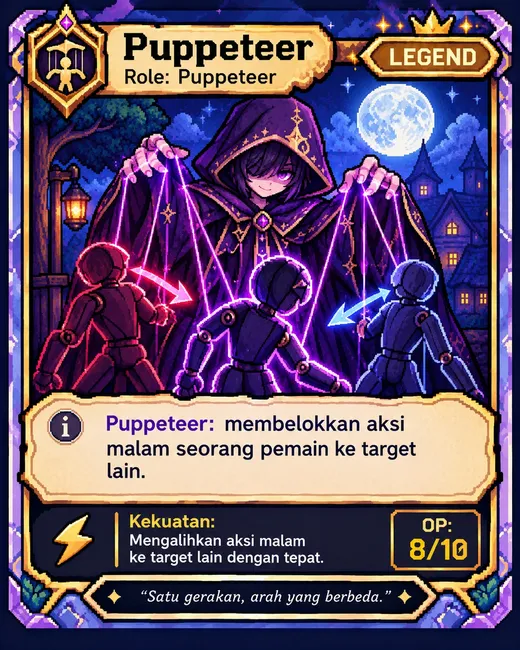 Puppeteer
Role: Puppeteer
LEGEND
Puppeteer: membelokkan aksi
malam seorang pemain ke target
lain.
Kekuatan:
Mengalihkan aksi malam
ke target lain dengan tepat.
OP:
8/10
“Satu gerakan, arah yang berbeda.”